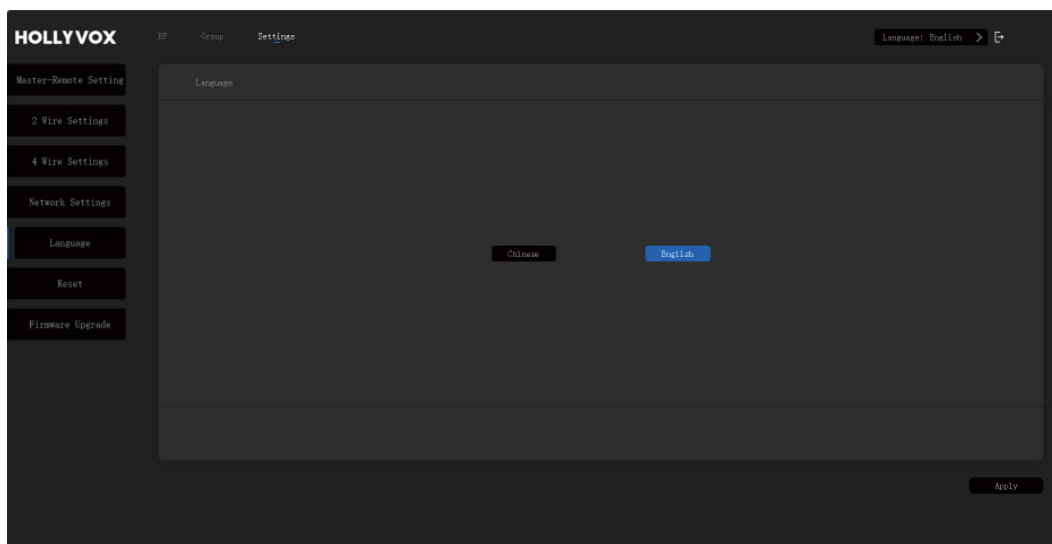 HOLLYVOX
BP Group Settings
Language: English
Master-Remote Setting
2 Wire Settings
4 Wire Settings
Network Settings
Language
Reset
Firmware Upgrade
Language
Chinese English
Apply